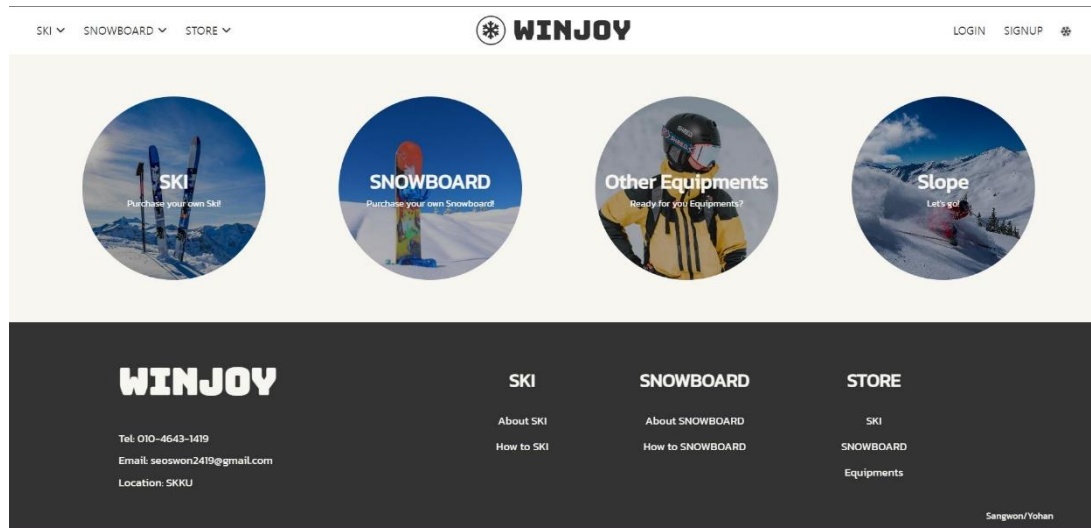 SKI SNOWBOARD STORE WINJOY LOGIN SIGNUP
SKI
Purchase your own Ski!
SNOWBOARD
Purchase your own Snowboard!
SHRED
Other Equipments
Ready for you Equipments?
Slope
Let's go!
WINJOY
Tel: 010-4643-1419
Email: seoswon2419@gmail.com
Location: SKKU
SKI
About SKI
How to SKI
SNOWBOARD
About SNOWBOARD
How to SNOWBOARD
STORE
SKI
SNOWBOARD
Equipments
Sangwon/Yohan